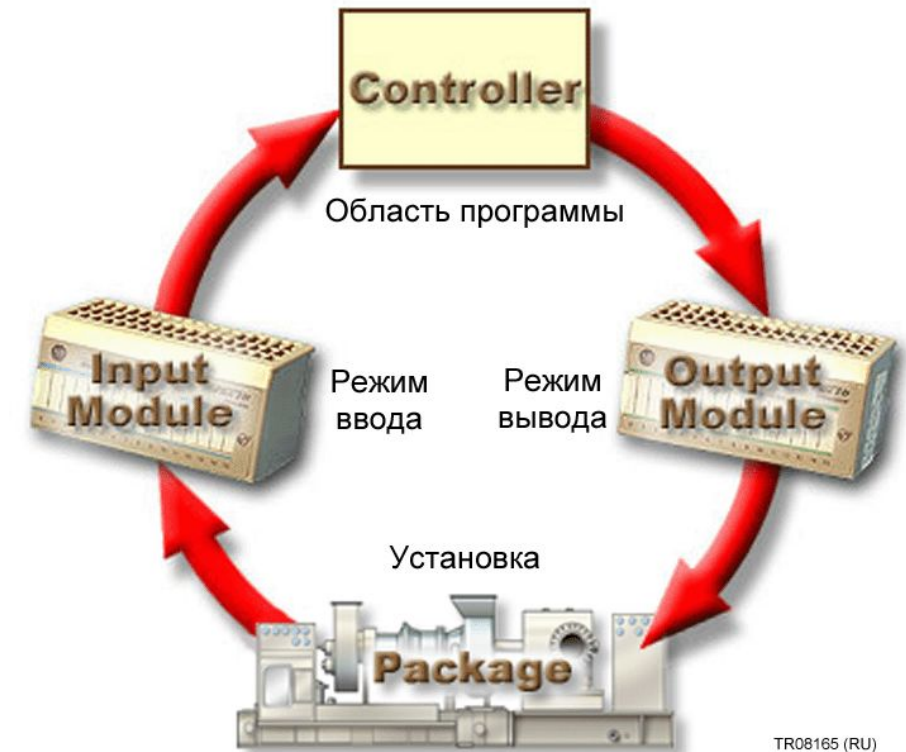 Controller
Область программы
Input
Module
Режим
ввода
Режим
вывода
Output
Module
Установка
Package
TR08165 (RU)